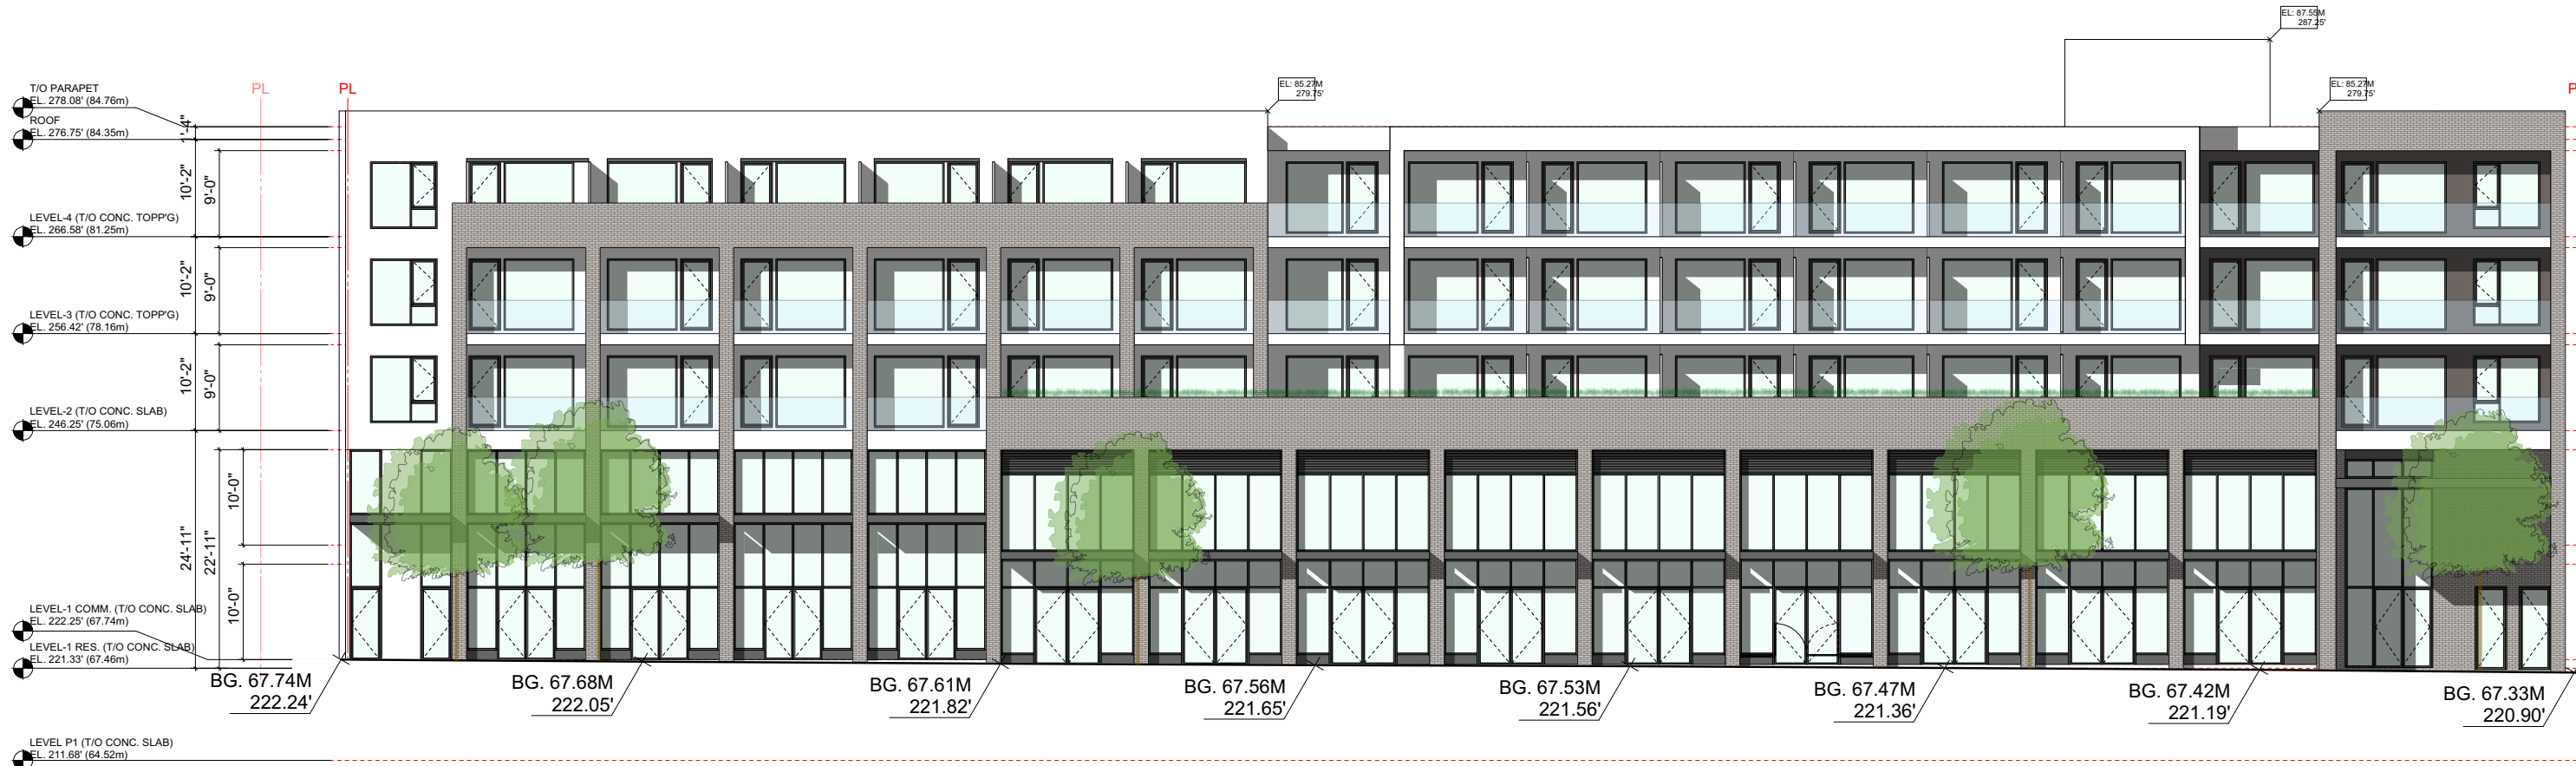 EL: 87.55M
287.25'
EL: 85.27M
279.75'
EL: 85.27M
279.75'
PL
PL
T/O PARAPET
EL. 278.08' (84.76m)
ROOF
EL. 276.75' (84.35m)
1'-4"
10'-2"
9'-0"
LEVEL-4 (T/O CONC. TOPP'G)
EL. 266.58' (81.25m)
10'-2"
9'-0"
LEVEL-3 (T/O CONC. TOPP'G)
EL. 256.42' (78.16m)
10'-2"
9'-0"
LEVEL-2 (T/O CONC. SLAB)
EL. 246.25' (75.06m)
10'-0"
24'-11"
22'-11"
10'-0"
LEVEL-1 COMM. (T/O CONC. SLAB)
EL. 222.25' (67.74m)
LEVEL-1 RES. (T/O CONC. SLAB)
EL. 221.33' (67.46m)
BG. 67.74M
222.24'
BG. 67.68M
222.05'
BG. 67.61M
221.82'
BG. 67.56M
221.65'
BG. 67.53M
221.56'
BG. 67.47M
221.36'
BG. 67.42M
221.19'
BG. 67.33M
220.90'
LEVEL P1 (T/O CONC. SLAB)
EL. 211.68' (64.52m)